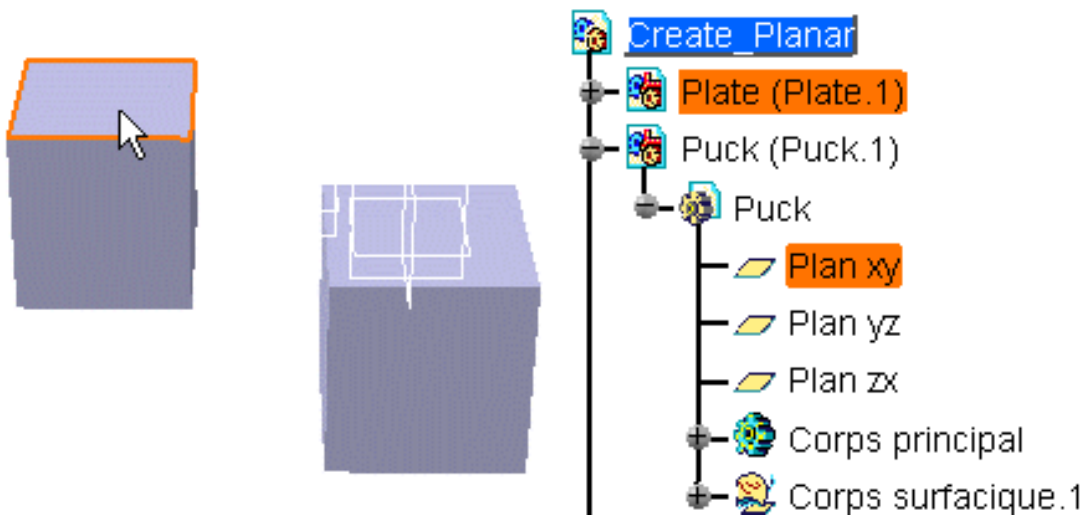 Create_Planar
Plate (Plate.1)
Puck (Puck.1)
Puck
Plan xy
Plan yz
Plan zx
Corps principal
Corps surfacique.1